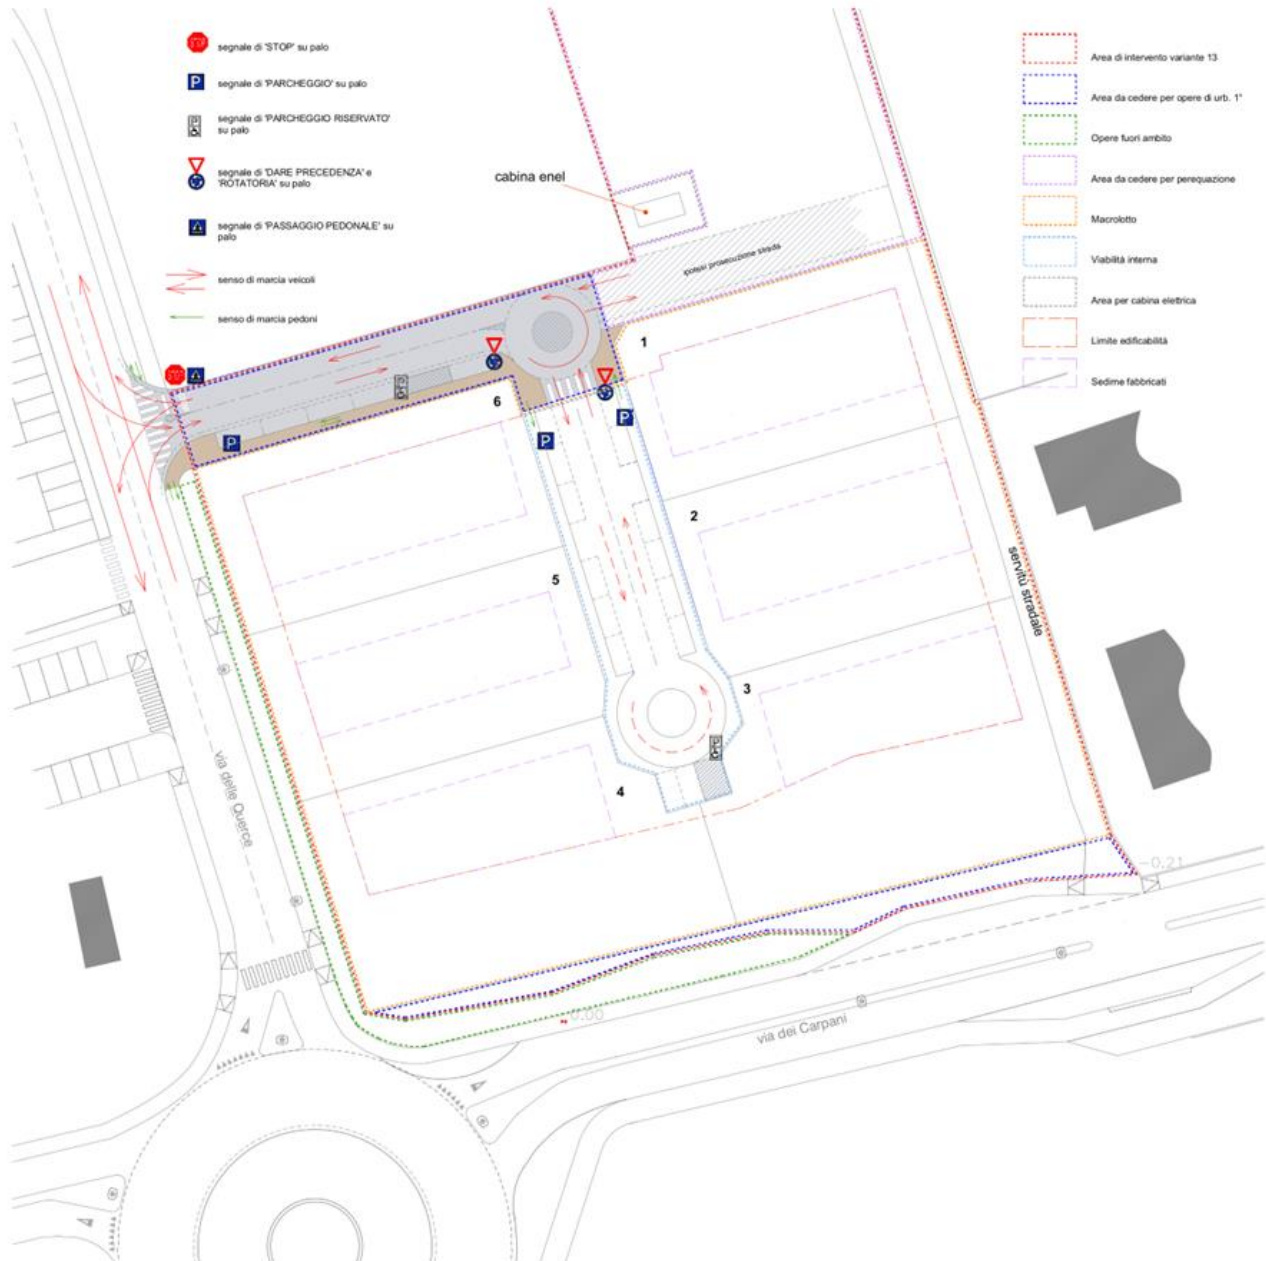 segnale di 'STOP' su palo
segnale di 'PARCHEGGIO' su palo
segnale di 'PARCHEGGIO RISERVATO'
su palo
segnale di 'DARE PRECEDENZA' e
'ROTATORIA' su palo
segnale di 'PASSAGGIO PEDONALE' su
palo
senso di marcia veicoli
senso di marcia pedoni
Area di intervento variante 13
Area da cedere per opere di urb. 1°
Opere fuori ambito
Area da cedere per perequazione
Macrolotto
Viabilità interna
Area per cabina elettrica
Limite edificabilità
Sedime fabbricati
cabina enel
ipotesi prosecuzione strada
1
6
P
P
P
2
5
servitù stradale
3
4
via delle Querce
-0.21
0.00
via dei Carpani